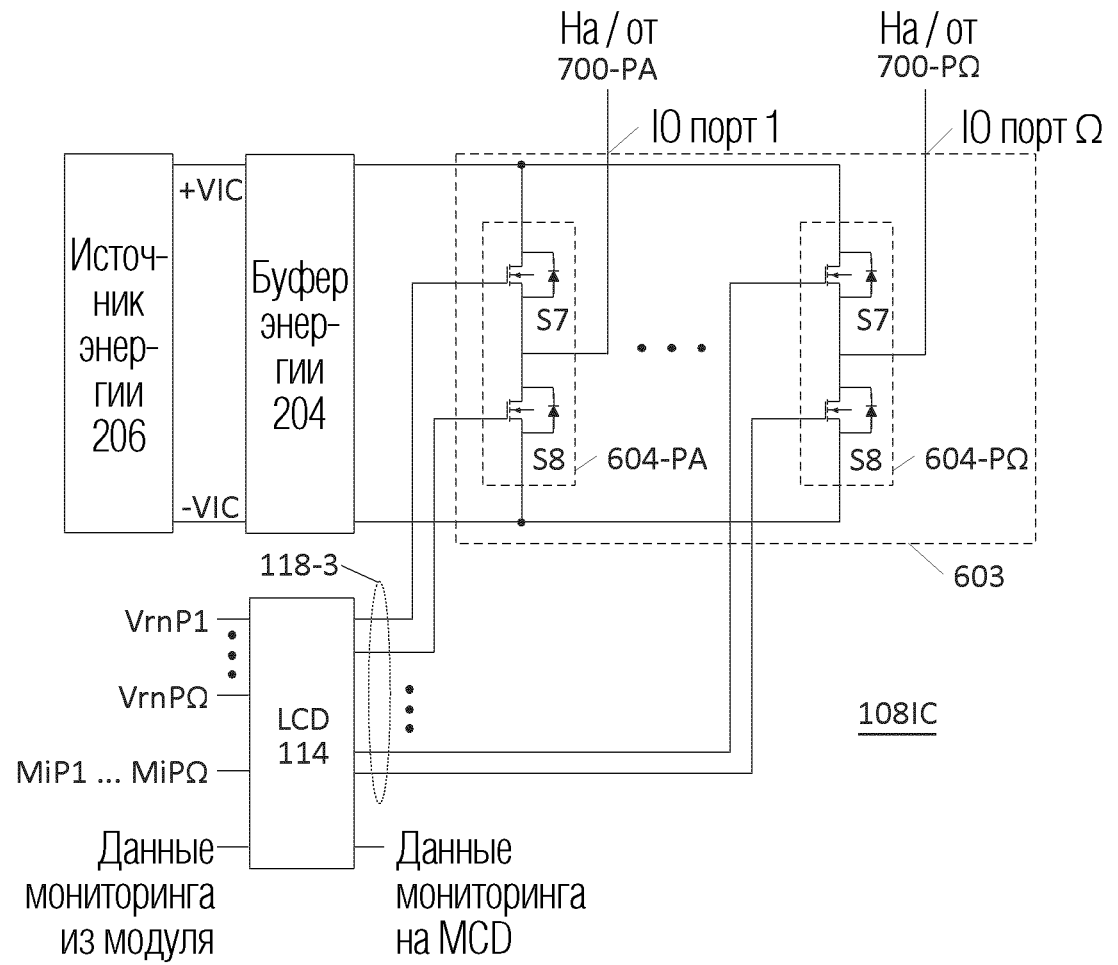 На / от
700-PA
На / от
700-PΩ
IO порт 1
IO порт Ω
+VIC
-VIC
Источ-
ник
энер-
гии
206
Буфер
энер-
гии
204
S7
S8
604-PA
S7
S8
604-PΩ
603
118-3
VrnP1
VrnPΩ
MiP1 ... MiPΩ
LCD
114
108IC
Данные
мониторинга
из модуля
Данные
мониторинга
на MCD